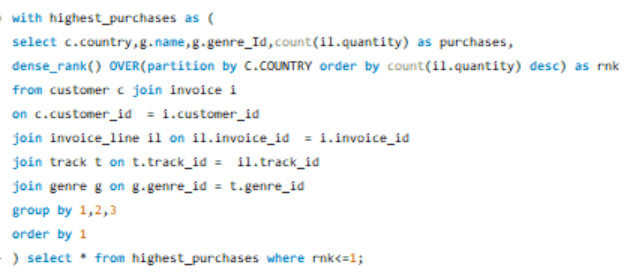 with highest_purchases as (
select c.country,g.name,g.genre_Id,count(il.quantity) as purchases,
dense_rank() OVER(partition by C.COUNTRY order by count(il.quantity) desc) as rnk
from customer c join invoice i
on c.customer_id  = i.customer_id
join invoice_line il on il.invoice_id  = i.invoice_id
join track t on t.track_id =  il.track_id
join genre g on g.genre_id = t.genre_id
group by 1,2,3
order by 1
) select * from highest_purchases where rnk<=1;